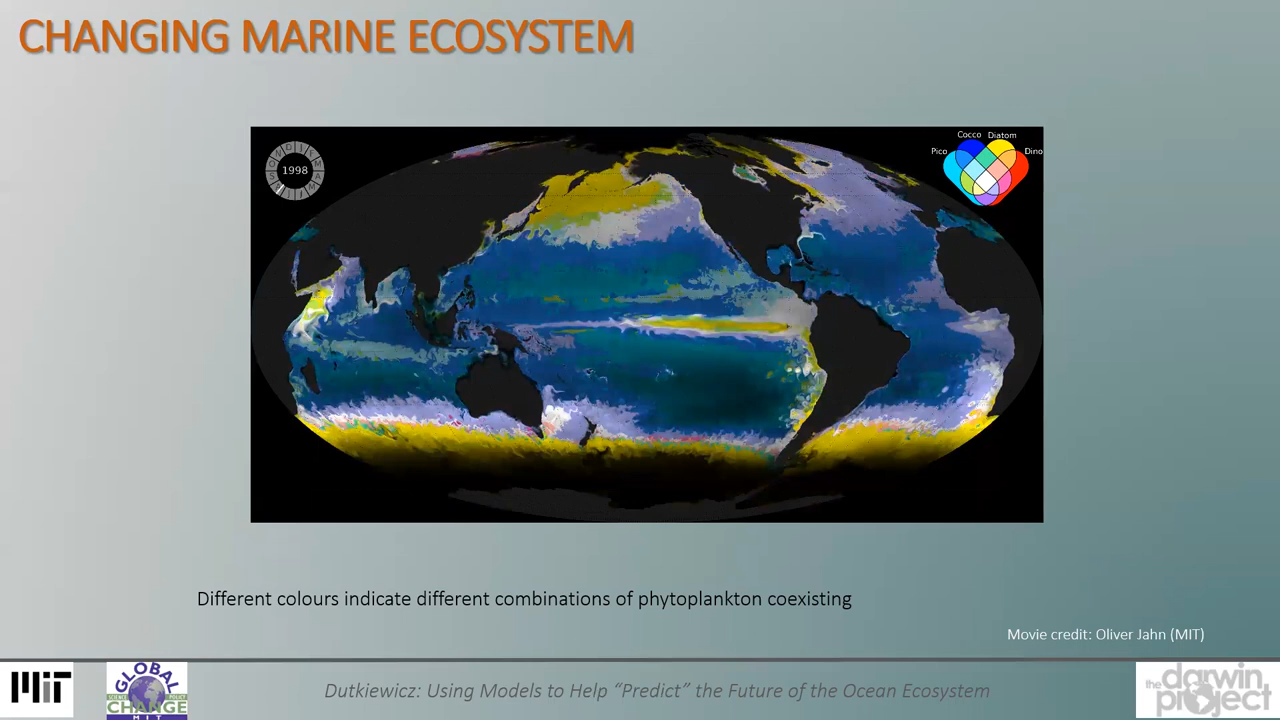 CHANGING MARINE ECOSYSTEM
1998
Cocco Diatom
Pico
Dino
Different colours indicate different combinations of phytoplankton coexisting
Movie credit: Oliver Jahn (MIT)
MIT
GLOBAL
SCIENCE POLICY
CHANGE
MIT
Dutkiewicz: Using Models to Help “Predict” the Future of the Ocean Ecosystem
the darwin
project